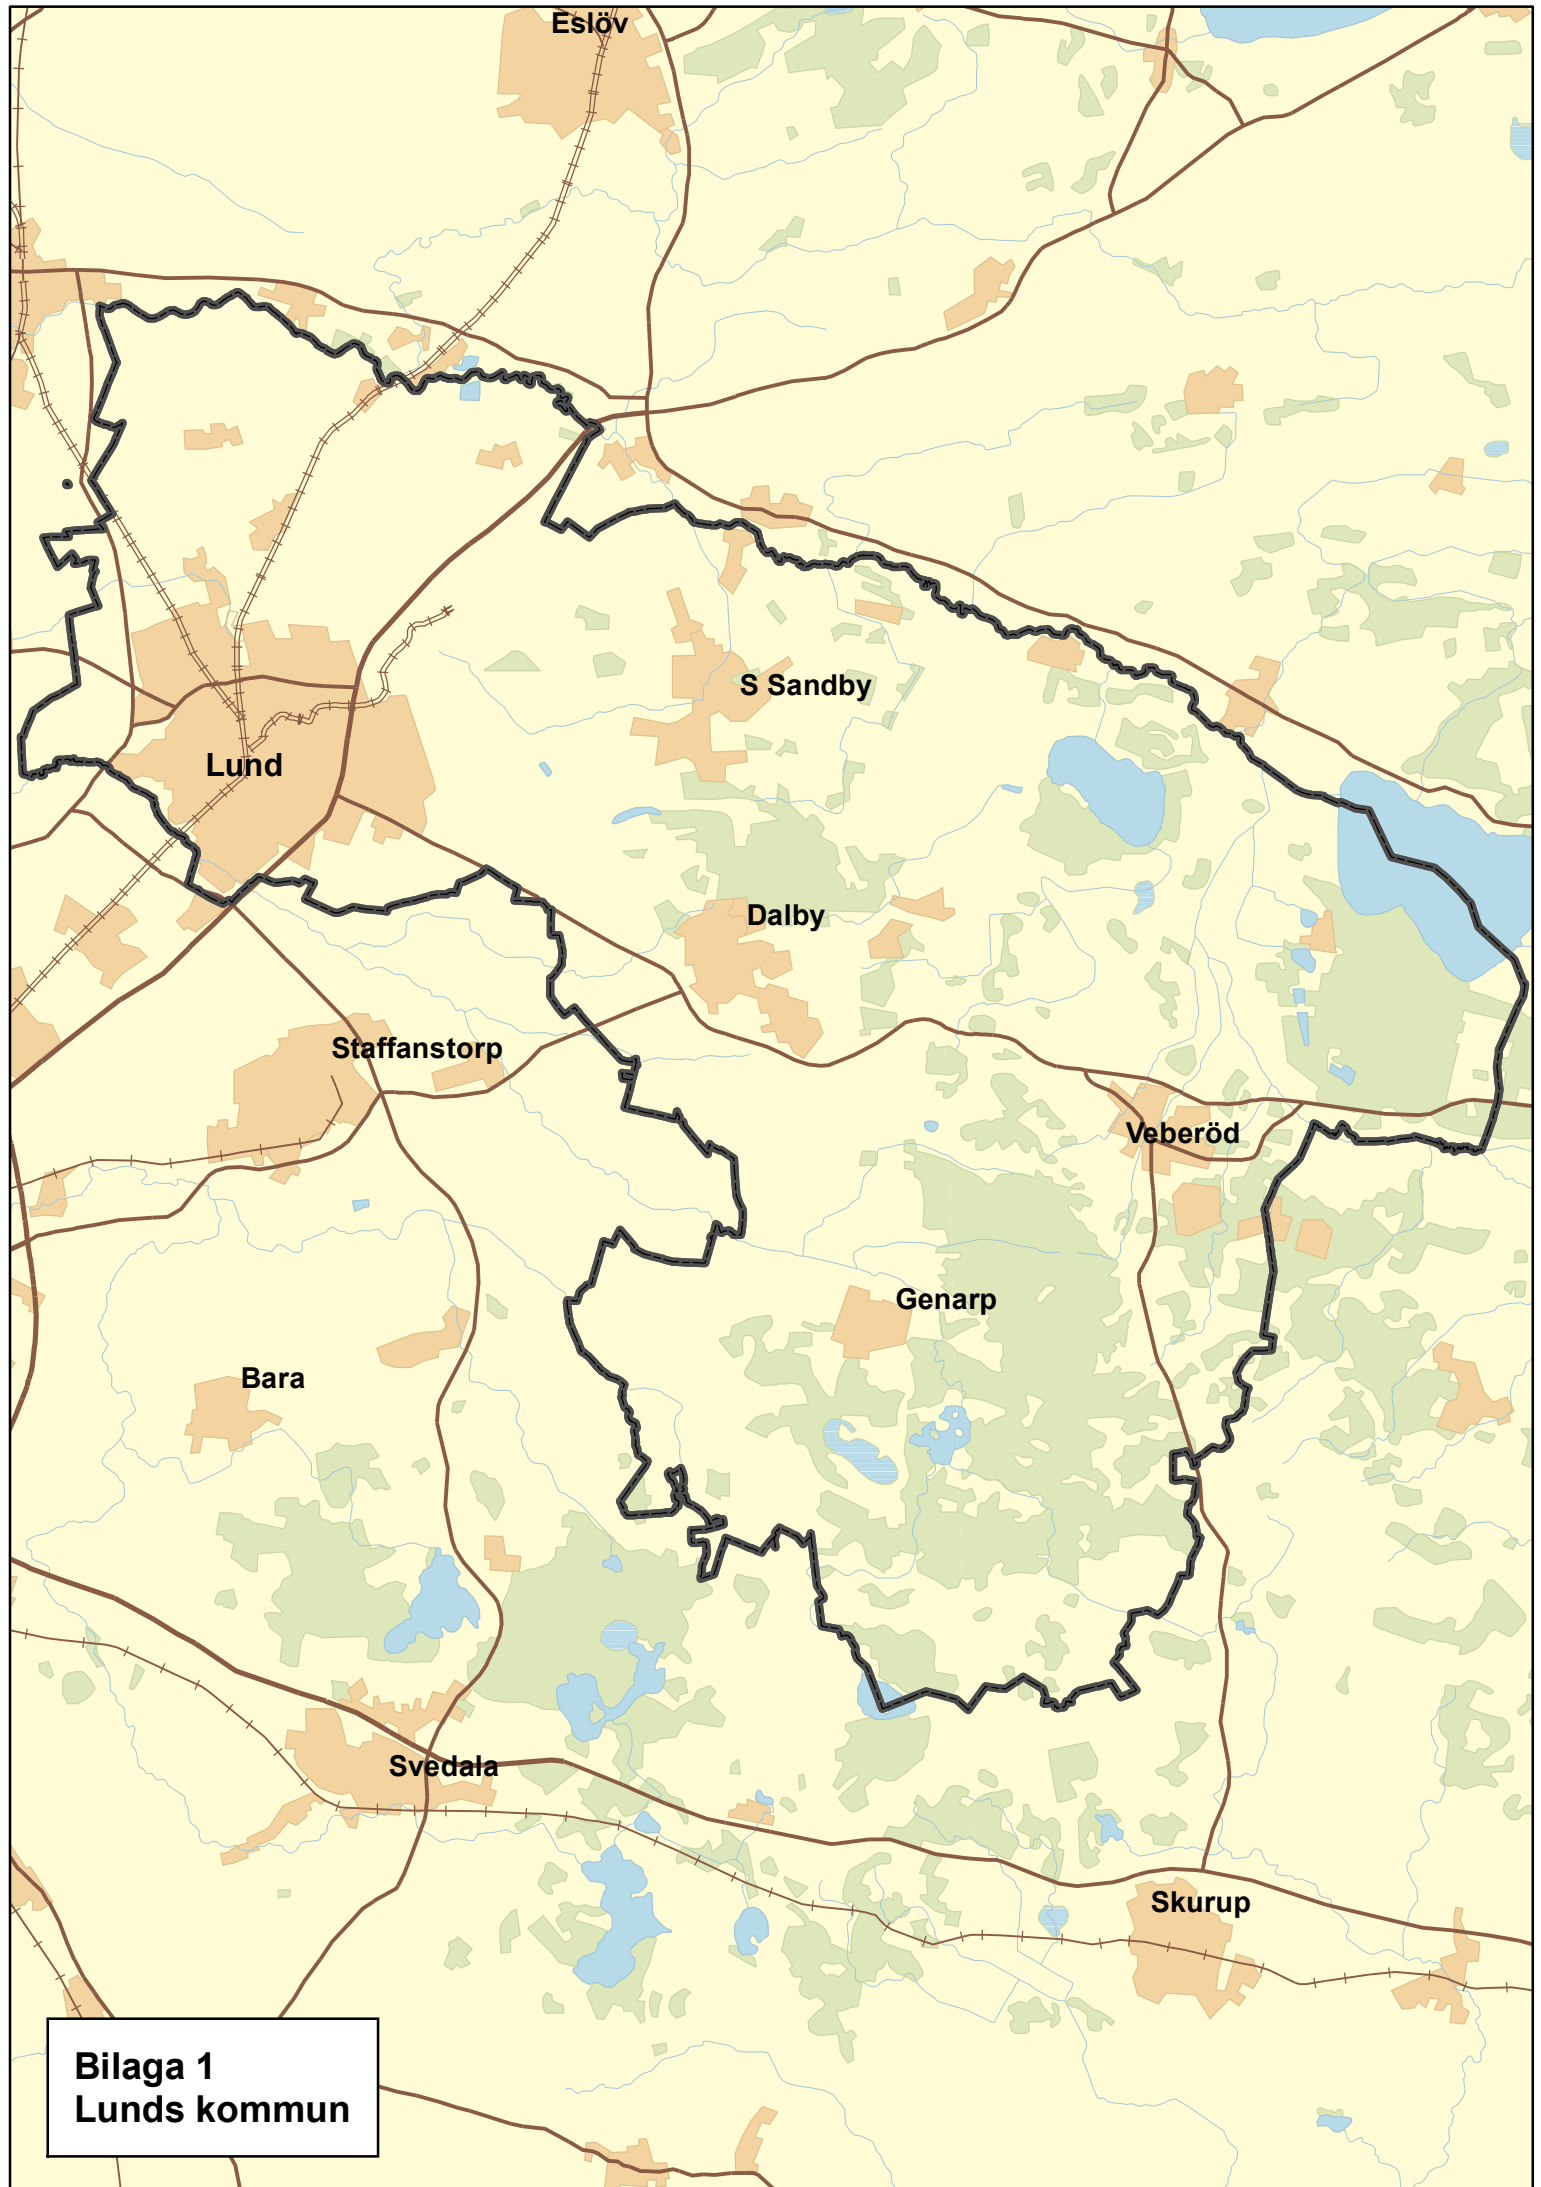 Eslöv
S Sandby
Lund
Dalby
Staffanstorp
Veberöd
Genarp
Bara
Svedala
Skurup
Bilaga 1
Lunds kommun